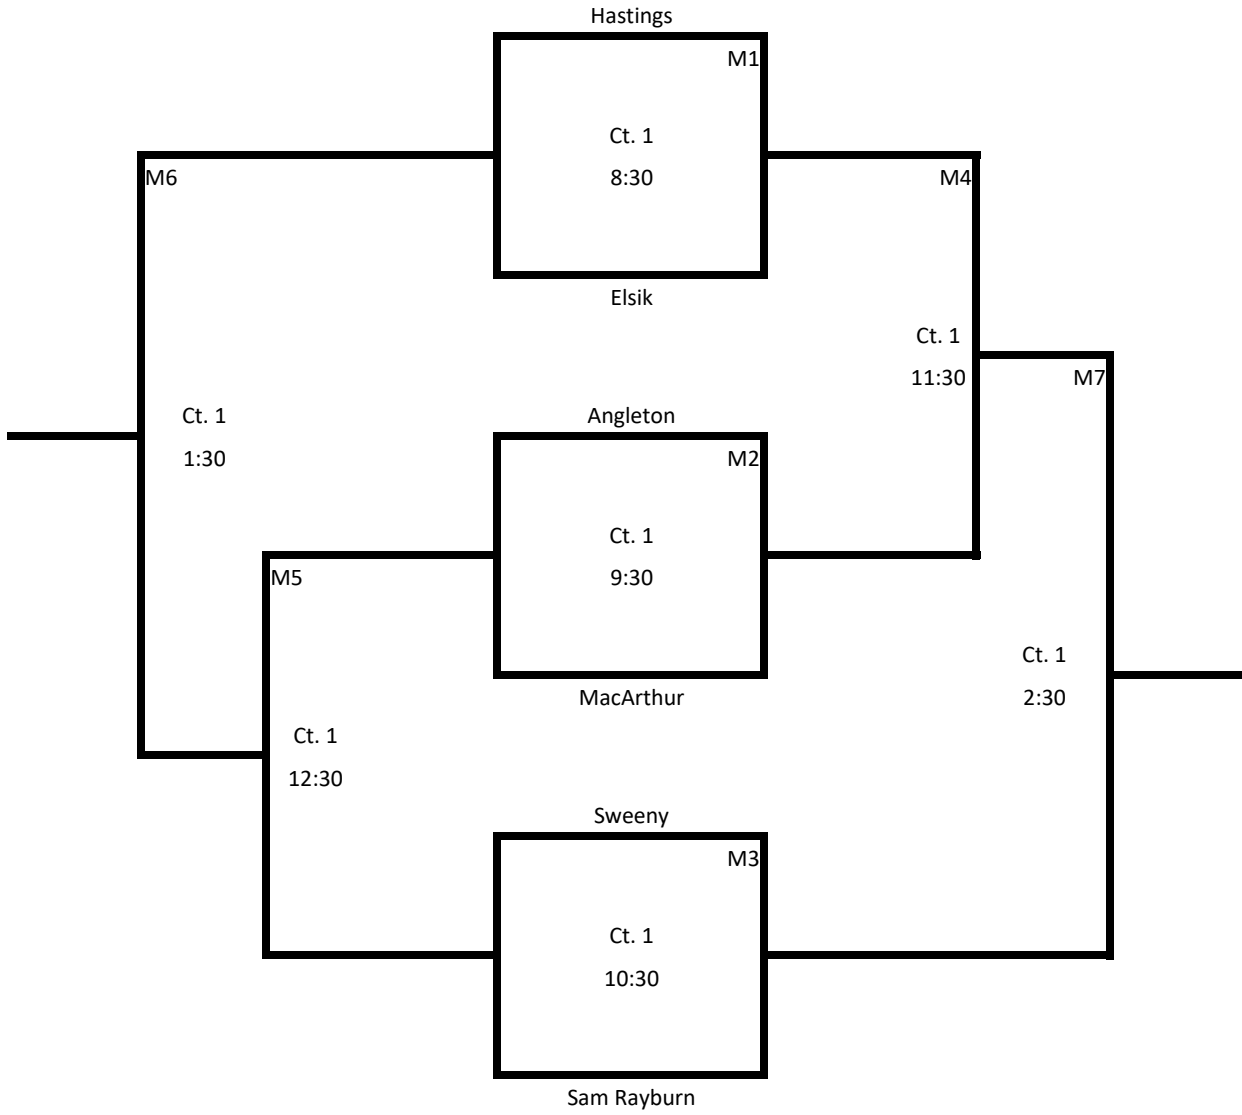 Hastings
M1
Ct. 1
8:30
M6
M4
Elsik
Ct. 1
11:30
M7
Ct. 1
1:30
Angleton
M2
Ct. 1
9:30
M5
Ct. 1
2:30
MacArthur
Ct. 1
12:30
Sweeny
M3
Ct. 1
10:30
Sam Rayburn